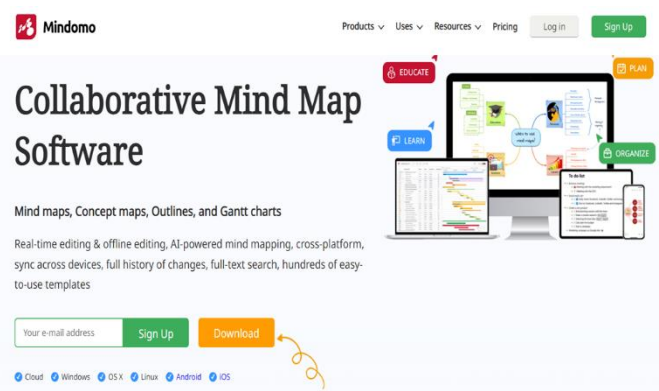 Mindomo
Products Uses Resources Pricing Log in Sign Up
Collaborative Mind Map
Software
Mind maps, Concept maps, Outlines, and Gantt charts
Real-time editing & offline editing, AI-powered mind mapping, cross-platform,
sync across devices, full history of changes, full-text search, hundreds of easy-
to-use templates
Your e-mail address Sign Up Download
Cloud Windows OS X Linux Android iOS
EDUCATE
PLAN
LEARN
ORGANIZE
To do list